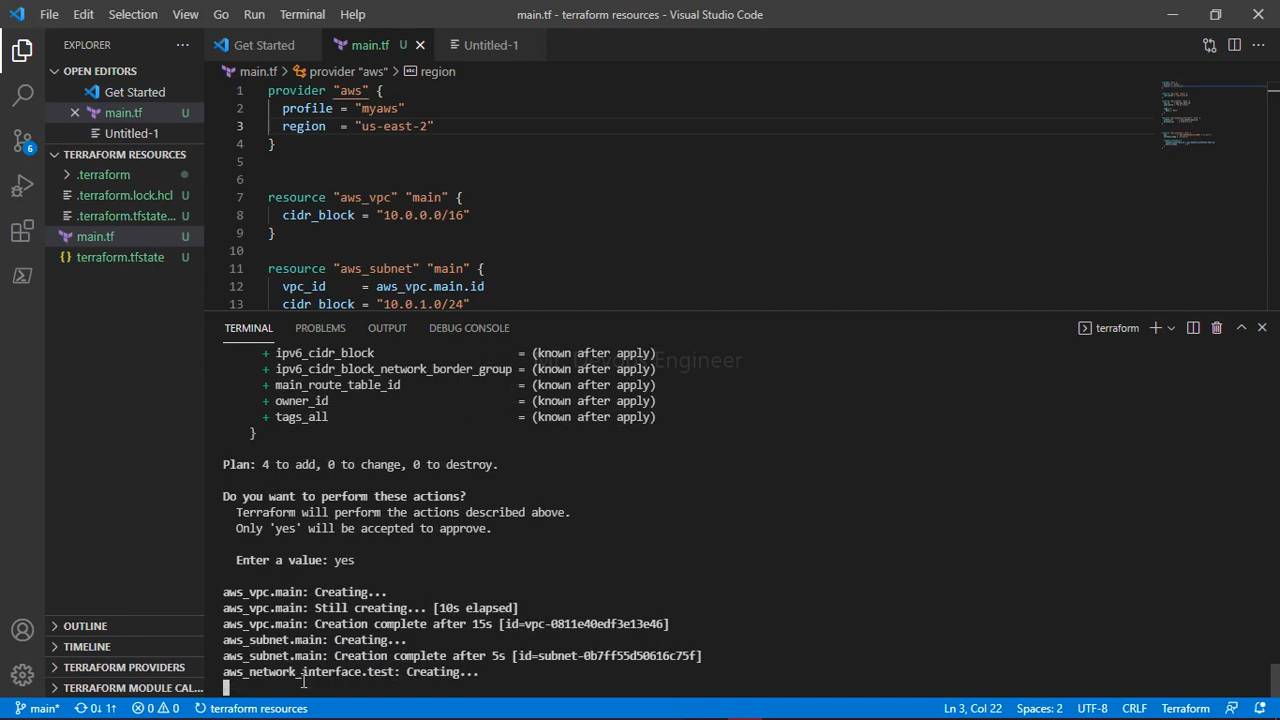 File Edit Selection View Go Run Terminal Help main.tf - terraform resources - Visual Studio Code
EXPLORER
OPEN EDITORS
Get Started
main.tf U
Untitled-1
TERRAFORM RESOURCES
.terraform
.terraform.lock.hcl U
.terraform.tfstate... U
main.tf U
terraform.tfstate U
OUTLINE
TIMELINE
TERRAFORM PROVIDERS
TERRAFORM MODULE CAL...
6
Get Started main.tf U Untitled-1
main.tf > provider "aws" > region
1 provider "aws" {
2 profile = "myaws"
3 region = "us-east-2"
4 }
5
6
7 resource "aws_vpc" "main" {
8 cidr_block = "10.0.0.0/16"
9 }
10
11 resource "aws_subnet" "main" {
12 vpc_id = aws_vpc.main.id
13 cidr_block = "10.0.1.0/24"
TERMINAL PROBLEMS OUTPUT DEBUG CONSOLE terraform
+ ipv6_cidr_block = (known after apply)
+ ipv6_cidr_block_network_border_group = (known after apply)
+ main_route_table_id = (known after apply)
+ owner_id = (known after apply)
+ tags_all = (known after apply)
}
Plan: 4 to add, 0 to change, 0 to destroy.
Do you want to perform these actions?
Terraform will perform the actions described above.
Only 'yes' will be accepted to approve.
Enter a value: yes
aws_vpc.main: Creating...
aws_vpc.main: Still creating... [10s elapsed]
aws_vpc.main: Creation complete after 15s [id=vpc-0811e40edf3e13e46]
aws_subnet.main: Creating...
aws_subnet.main: Creation complete after 5s [id=subnet-0b7ff55d50616c75f]
aws_network_interface.test: Creating...
Engineer
main* 0↓ 1↑ 0 0 terraform resources Ln 3, Col 22 Spaces: 2 UTF-8 CRLF Terraform